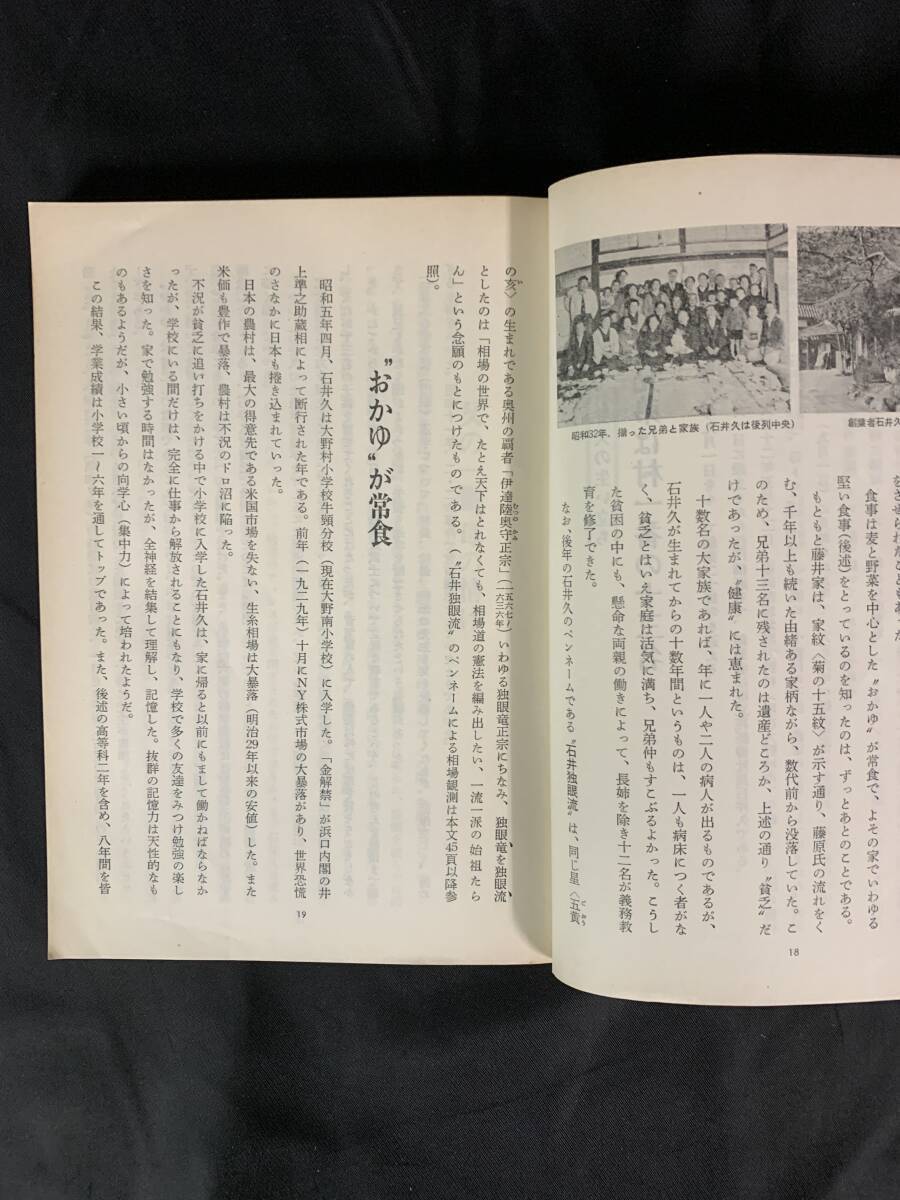 昭和32年、撮った兄弟と家族（石井久は後列中央）
創業者石井久
をさせられたこともあった
食事は麦と野菜を中心とした〝おかゆ〟が常食で、よその家でいわゆる
堅い食事（後述）をとっているのを知ったのは、ずっとあとのことである。
もともと藤井家は、家紋〈菊の十五紋〉が示す通り、藤原氏の流れをく
む、千年以上も続いた由緒ある家柄ながら、数代前から没落していた。こ
のため、兄弟十三名に残されたのは遺産どころか、上述の通り〝貧乏〟だ
けであったが、〝健康〟には恵まれた。
十数名の大家族であれば、年に一人や二人の病人が出るものであるが、
石井久が生まれてからの十数年間というものは、一人も病床につく者がな
く、貧乏とはいえ家庭は活気に満ち、兄弟仲もすこぶるよかった。こうし
た貧困の中にも、懸命な両親の働きによって、長姉を除き十二名が義務教
育を修了できた。
なお、後年の石井久のペンネームである〝石井独眼流〟は、同じ星〈五黄
ごおう
18
の亥〉の生まれである奥州の覇者「伊達陸奥守正宗」（一五六七〜一六三六年）いわゆる独眼竜正宗にちなみ、独眼竜を独眼流、
としたのは「相場の世界で、たとえ天下はとれなくても、相場道の憲法を編み出したい、一流一派の始祖たら
ん」という念願のもとにつけたものである。（〝石井独眼流〟のペンネームによる相場観測は本文45頁以降参
照）。
〝おかゆ〟が常食
昭和五年四月、石井久は大野村小学校牛頸分校（現在大野南小学校）に入学した。「金解禁」が浜口内閣の井
上準之助蔵相によって断行された年である。前年（一九二九年）十月にNY株式市場の大暴落があり、世界恐慌
のさなかに日本も捲き込まれていった。
日本の農村は、最大の得意先である米国市場を失ない、生糸相場は大暴落（明治29年以来の安値）した。また
米価も豊作で暴落、農村は不況のドロ沼に陥った。
不況が貧乏に追い打ちをかける中で小学校に入学した石井久は、家に帰ると以前にもまして働かねばならなか
ったが、学校にいる間だけは、完全に仕事から解放されることにもなり、学校で多くの友達をみつけ勉強の楽し
さを知った。家で勉強する時間はなかったが、全神経を結集して理解し、記憶した。抜群の記憶力は天性的なも
のもあるようだが、小さい頃からの向学心（集中力）によって培われたようだ。
この結果、学業成績は小学校一〜六年を通してトップであった。また、後述の高等科二年を含め、八年間を皆
19